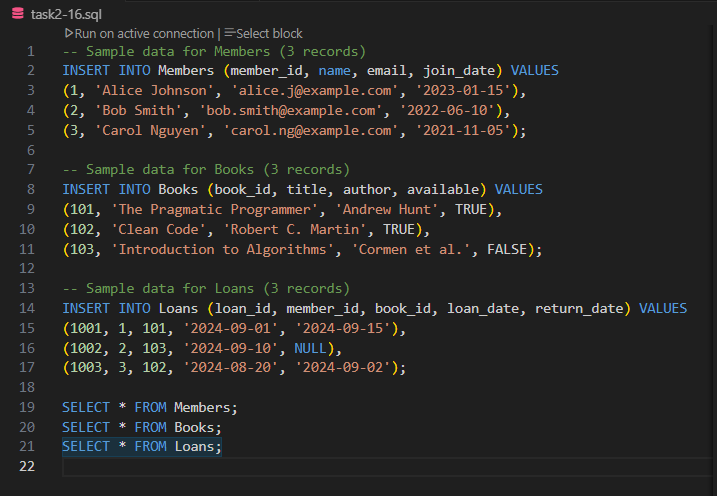 task2-16.sql
Run on active connection | Select block
1 -- Sample data for Members (3 records)
2 INSERT INTO Members (member_id, name, email, join_date) VALUES
3 (1, 'Alice Johnson', 'alice.j@example.com', '2023-01-15'),
4 (2, 'Bob Smith', 'bob.smith@example.com', '2022-06-10'),
5 (3, 'Carol Nguyen', 'carol.ng@example.com', '2021-11-05');
6
7 -- Sample data for Books (3 records)
8 INSERT INTO Books (book_id, title, author, available) VALUES
9 (101, 'The Pragmatic Programmer', 'Andrew Hunt', TRUE),
10 (102, 'Clean Code', 'Robert C. Martin', TRUE),
11 (103, 'Introduction to Algorithms', 'Cormen et al.', FALSE);
12
13 -- Sample data for Loans (3 records)
14 INSERT INTO Loans (loan_id, member_id, book_id, loan_date, return_date) VALUES
15 (1001, 1, 101, '2024-09-01', '2024-09-15'),
16 (1002, 2, 103, '2024-09-10', NULL),
17 (1003, 3, 102, '2024-08-20', '2024-09-02');
18
19 SELECT * FROM Members;
20 SELECT * FROM Books;
21 SELECT * FROM Loans;
22